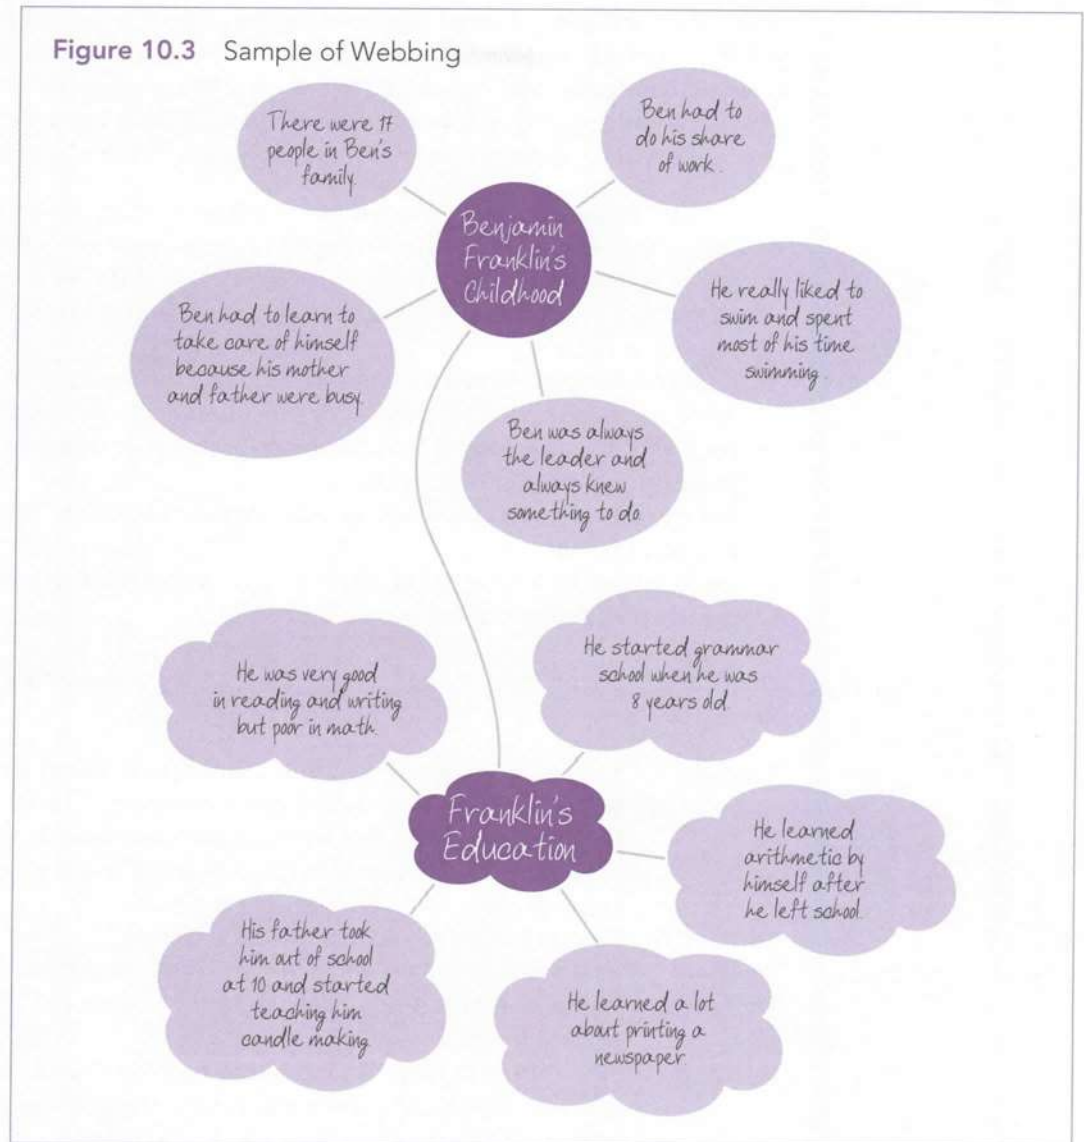 Figure 10.3 Sample of Webbing
There were 17
people in Ben's
family.
Ben had to
do his share
of work.
Benjamin
Franklin's
Childhood
Ben had to learn to
take care of himself
because his mother
and father were busy.
He really liked to
swim and spent
most of his time
swimming.
Ben was always
the leader and
always knew
something to do.
He was very good
in reading and writing
but poor in math.
He started grammar
school when he was
8 years old.
Franklin's
Education
He learned
arithmetic by
himself after
he left school.
His father took
him out of school
at 10 and started
teaching him
candle making.
He learned a lot
about printing a
newspaper.